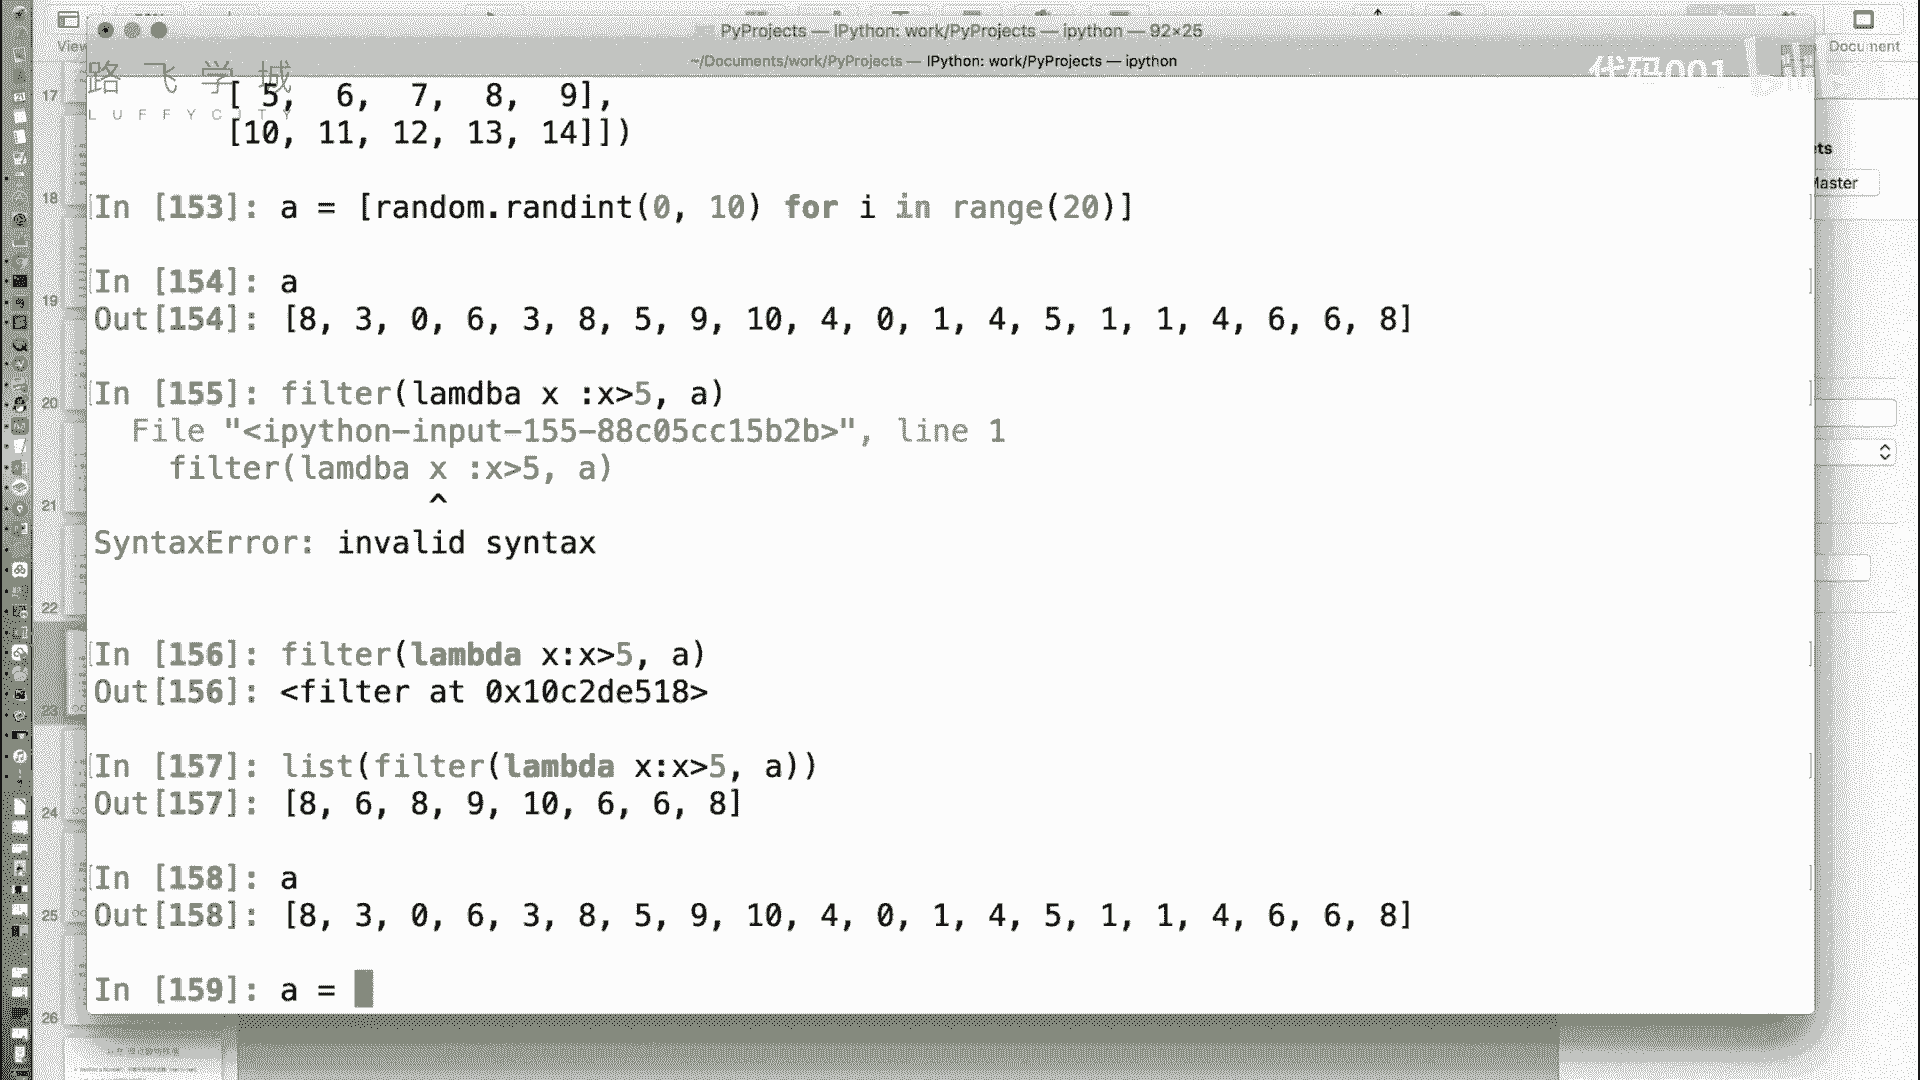 PyProjects — IPython: work/PyProjects — ipython — 92×25
~/Documents/work/PyProjects — IPython: work/PyProjects — ipython
View
Document
路飞学城
LUFFYCITY
代码001
[ 5,  6,  7,  8,  9],
[10, 11, 12, 13, 14]])
In [153]: a = [random.randint(0, 10) for i in range(20)]
In [154]: a
Out[154]: [8, 3, 0, 6, 3, 8, 5, 9, 10, 4, 0, 1, 4, 5, 1, 1, 4, 6, 6, 8]
In [155]: filter(lamdba x :x>5, a)
File "<ipython-input-155-88c05cc15b2b>", line 1
filter(lamdba x :x>5, a)
^
SyntaxError: invalid syntax
In [156]: filter(lambda x:x>5, a)
Out[156]: <filter at 0x10c2de518>
In [157]: list(filter(lambda x:x>5, a))
Out[157]: [8, 6, 8, 9, 10, 6, 6, 8]
In [158]: a
Out[158]: [8, 3, 0, 6, 3, 8, 5, 9, 10, 4, 0, 1, 4, 5, 1, 1, 4, 6, 6, 8]
In [159]: a =
17
18
19
20
21
22
23
24
25
26